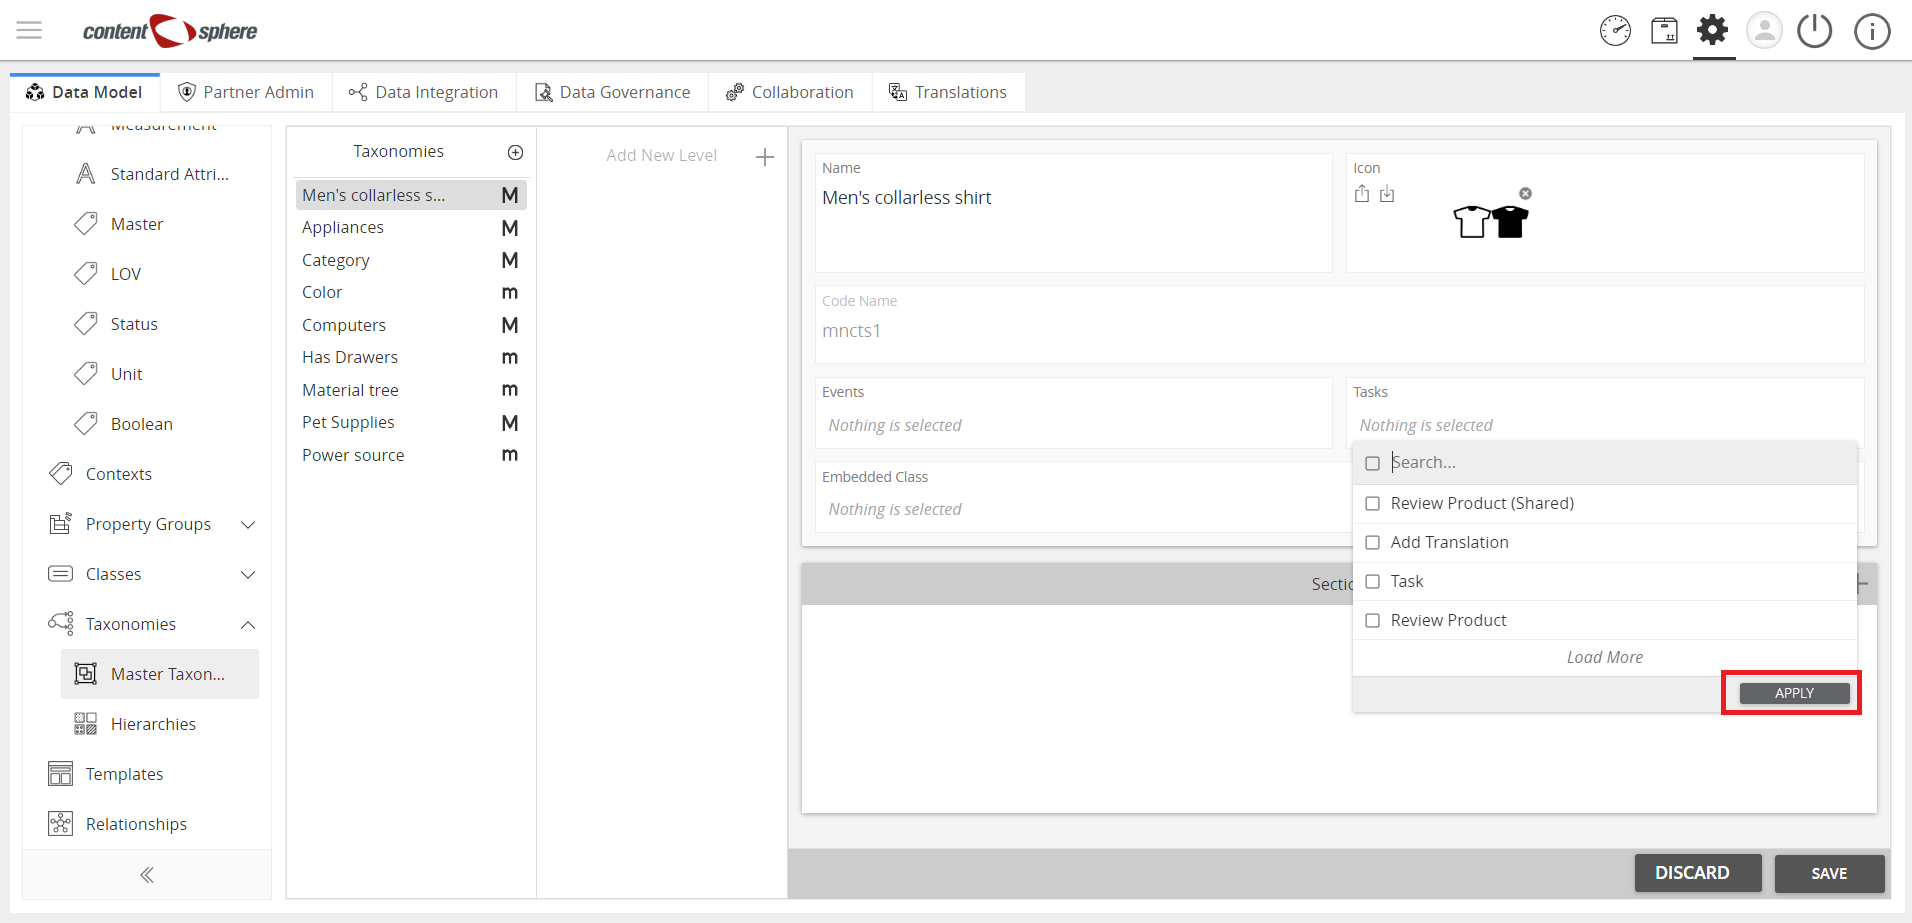 content sphere
Data Model
Partner Admin
Data Integration
Data Governance
Collaboration
Translations
Measurement
Standard Attri...
Master
LOV
Status
Unit
Boolean
Contexts
Property Groups
Classes
Taxonomies
Master Taxon...
Hierarchies
Templates
Relationships
Taxonomies
Men's collarless s... M
Appliances M
Category M
Color m
Computers M
Has Drawers m
Material tree m
Pet Supplies M
Power source m
Add New Level
Name
Men's collarless shirt
Icon
Code Name
mncts1
Events
Nothing is selected
Tasks
Nothing is selected
Embedded Class
Nothing is selected
Search...
Review Product (Shared)
Add Translation
Task
Review Product
Load More
APPLY
Sectio
DISCARD
SAVE